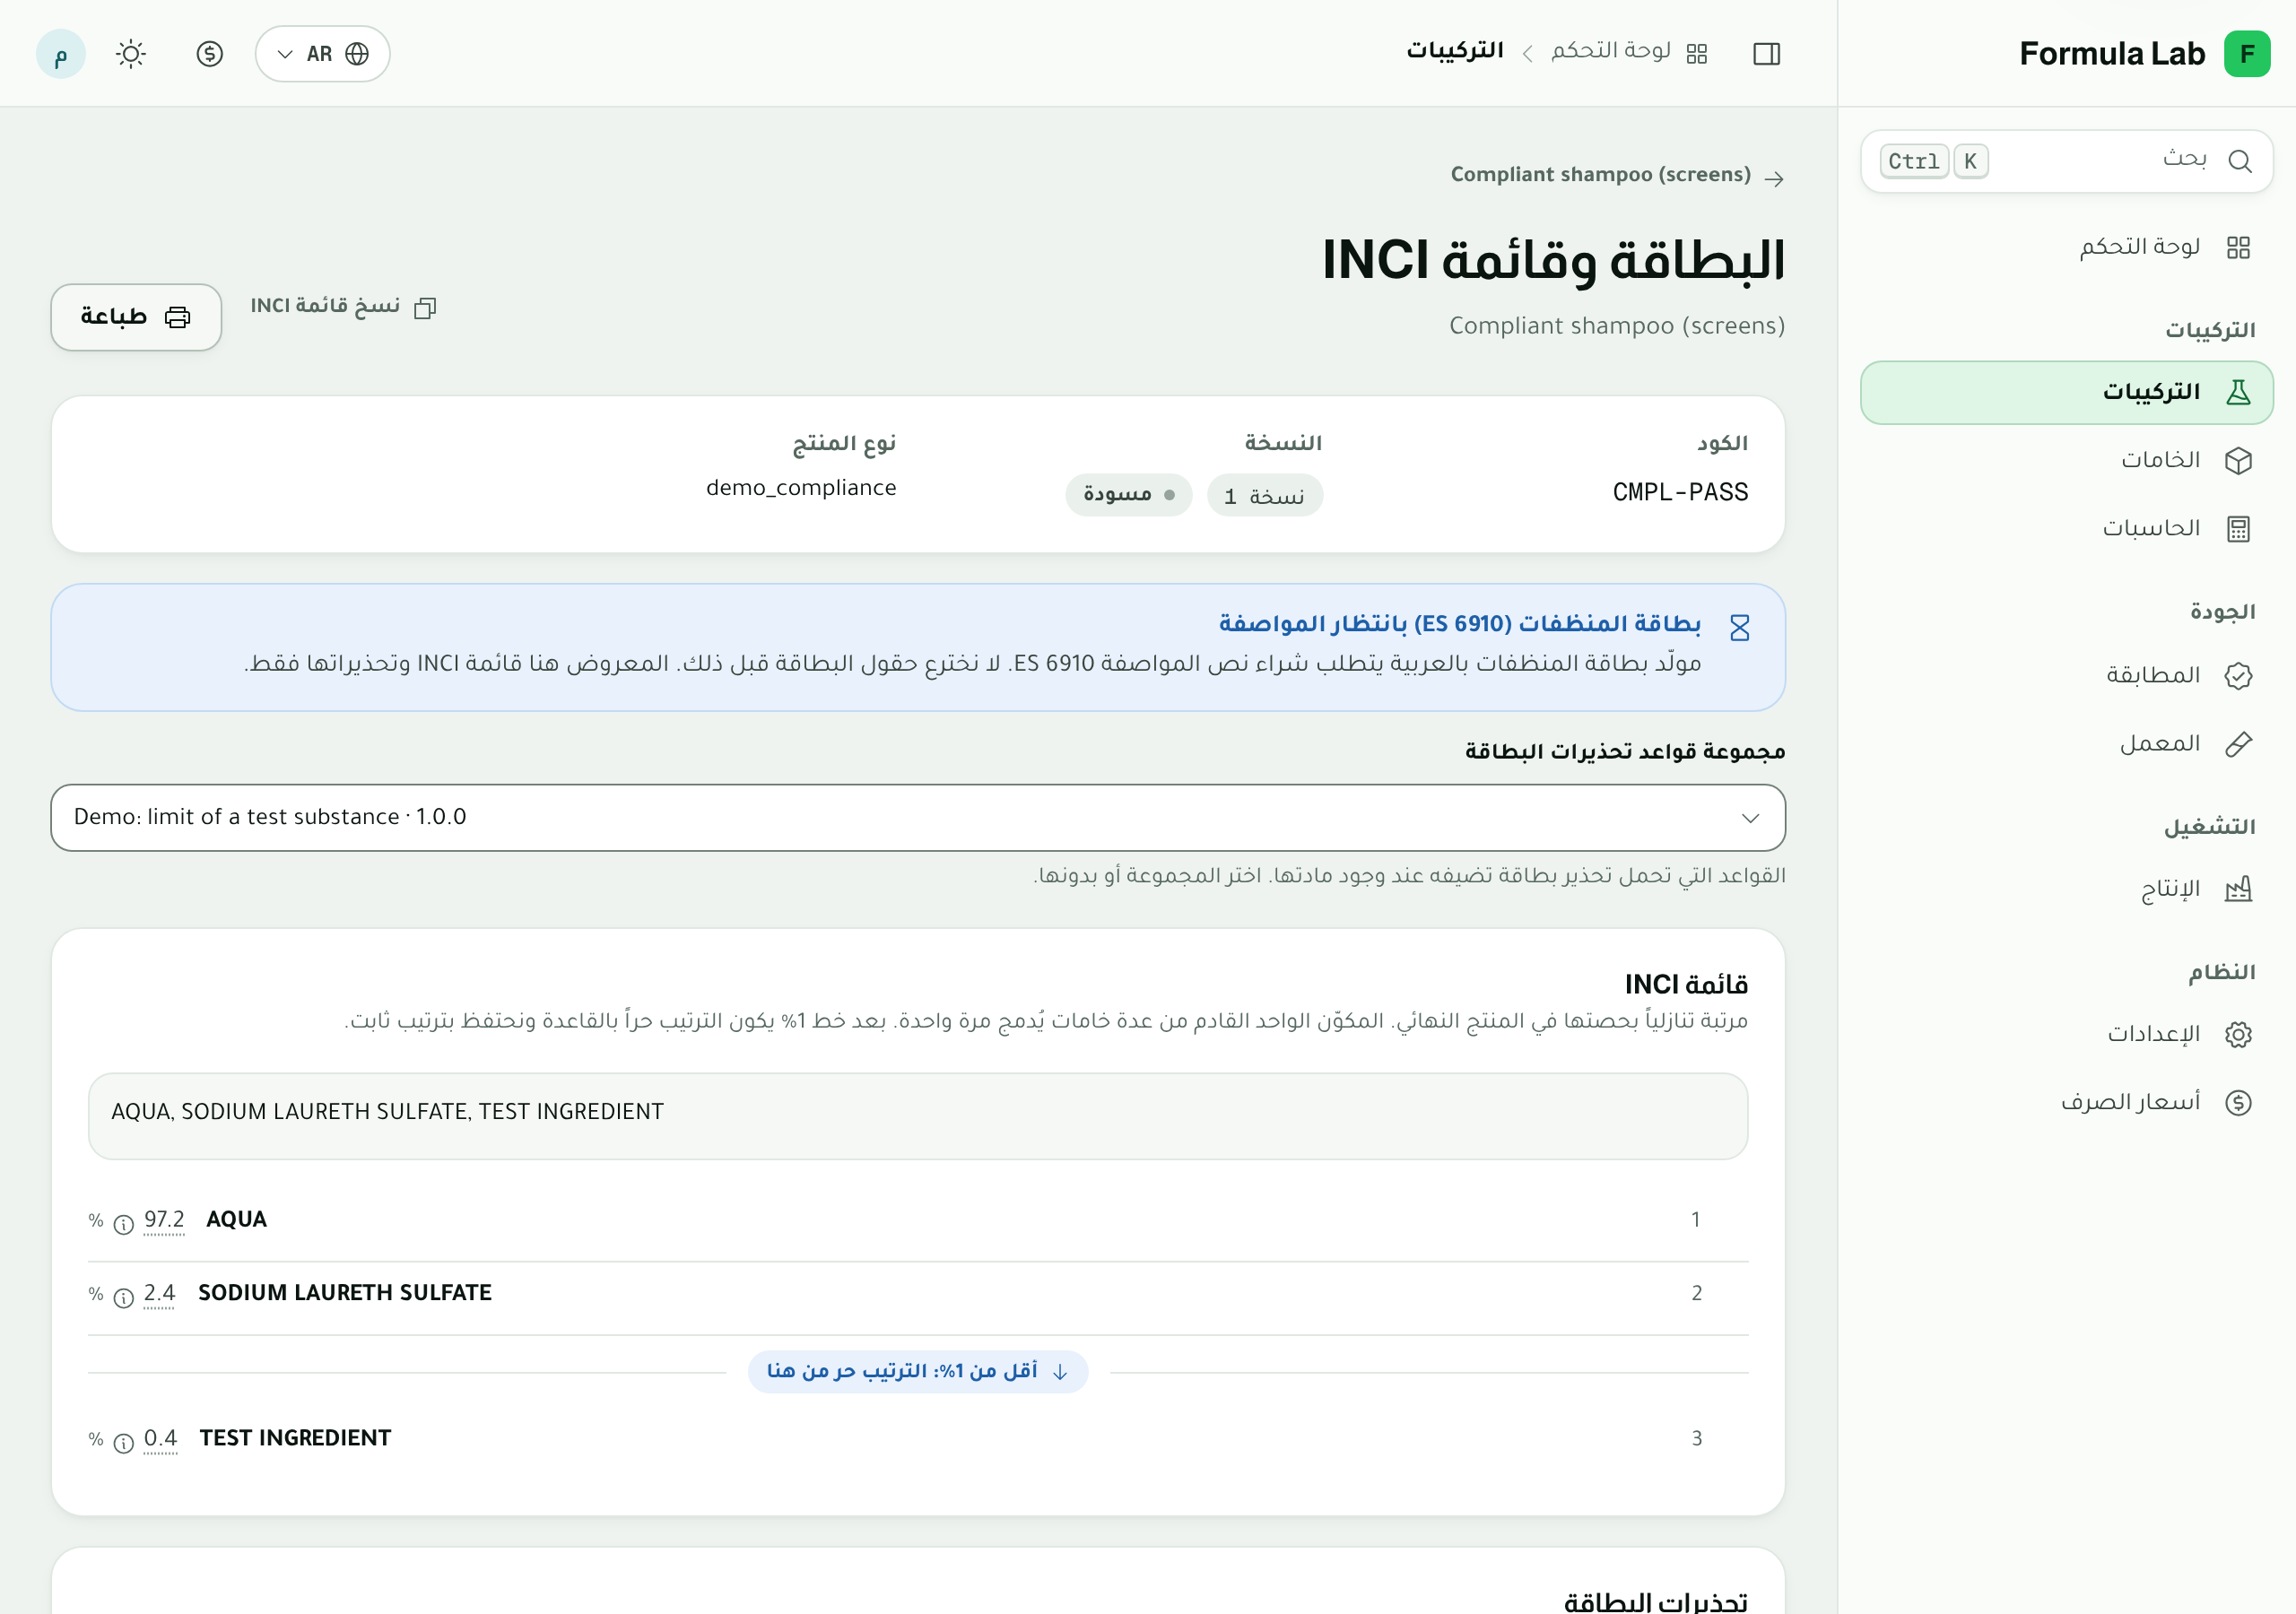 F Formula Lab
لوحة التحكم
التركيبات
AR
م
بحث
Ctrl K
لوحة التحكم
التركيبات
التركيبات
الخامات
الحاسبات
الجودة
المطابقة
المعمل
التشغيل
الإنتاج
النظام
الإعدادات
أسعار الصرف
Compliant shampoo (screens)
البطاقة وقائمة INCI
Compliant shampoo (screens)
نسخ قائمة INCI
طباعة
الكود
CMPL-PASS
النسخة
نسخة 1
مسودة
نوع المنتج
demo_compliance
بطاقة المنظفات (ES 6910) بانتظار المواصفة
مولّد بطاقة المنظفات بالعربية يتطلب شراء نص المواصفة ES 6910. لا نخترع حقول البطاقة قبل ذلك. المعروض هنا قائمة INCI وتحذيراتها فقط.
مجموعة قواعد تحذيرات البطاقة
Demo: limit of a test substance · 1.0.0
القواعد التي تحمل تحذير بطاقة تضيفه عند وجود مادتها. اختر المجموعة أو بدونها.
قائمة INCI
مرتبة تنازلياً بحصتها في المنتج النهائي. المكوّن الواحد القادم من عدة خامات يُدمج مرة واحدة. بعد خط 1% يكون الترتيب حراً بالقاعدة ونحتفظ بترتيب ثابت.
AQUA, SODIUM LAURETH SULFATE, TEST INGREDIENT
1 AQUA 97.2 %
2 SODIUM LAURETH SULFATE 2.4 %
أقل من 1%: الترتيب حر من هنا
3 TEST INGREDIENT 0.4 %
تحذيرات البطاقة